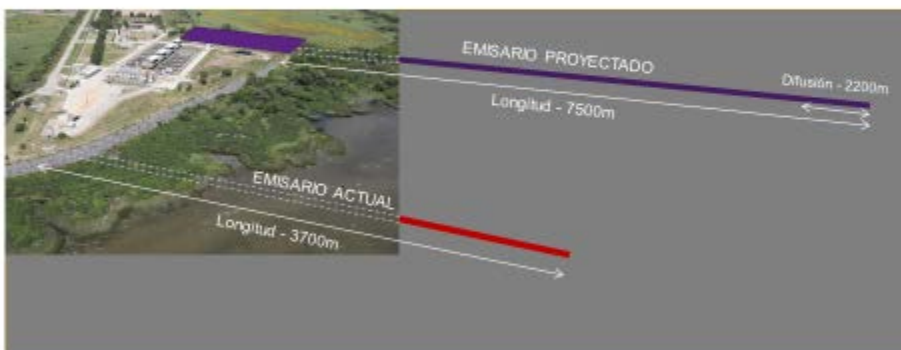 EMISARIO PROYECTADO
Difusión - 2200m
Longitud - 7500m
EMISARIO ACTUAL
Longitud - 3700m